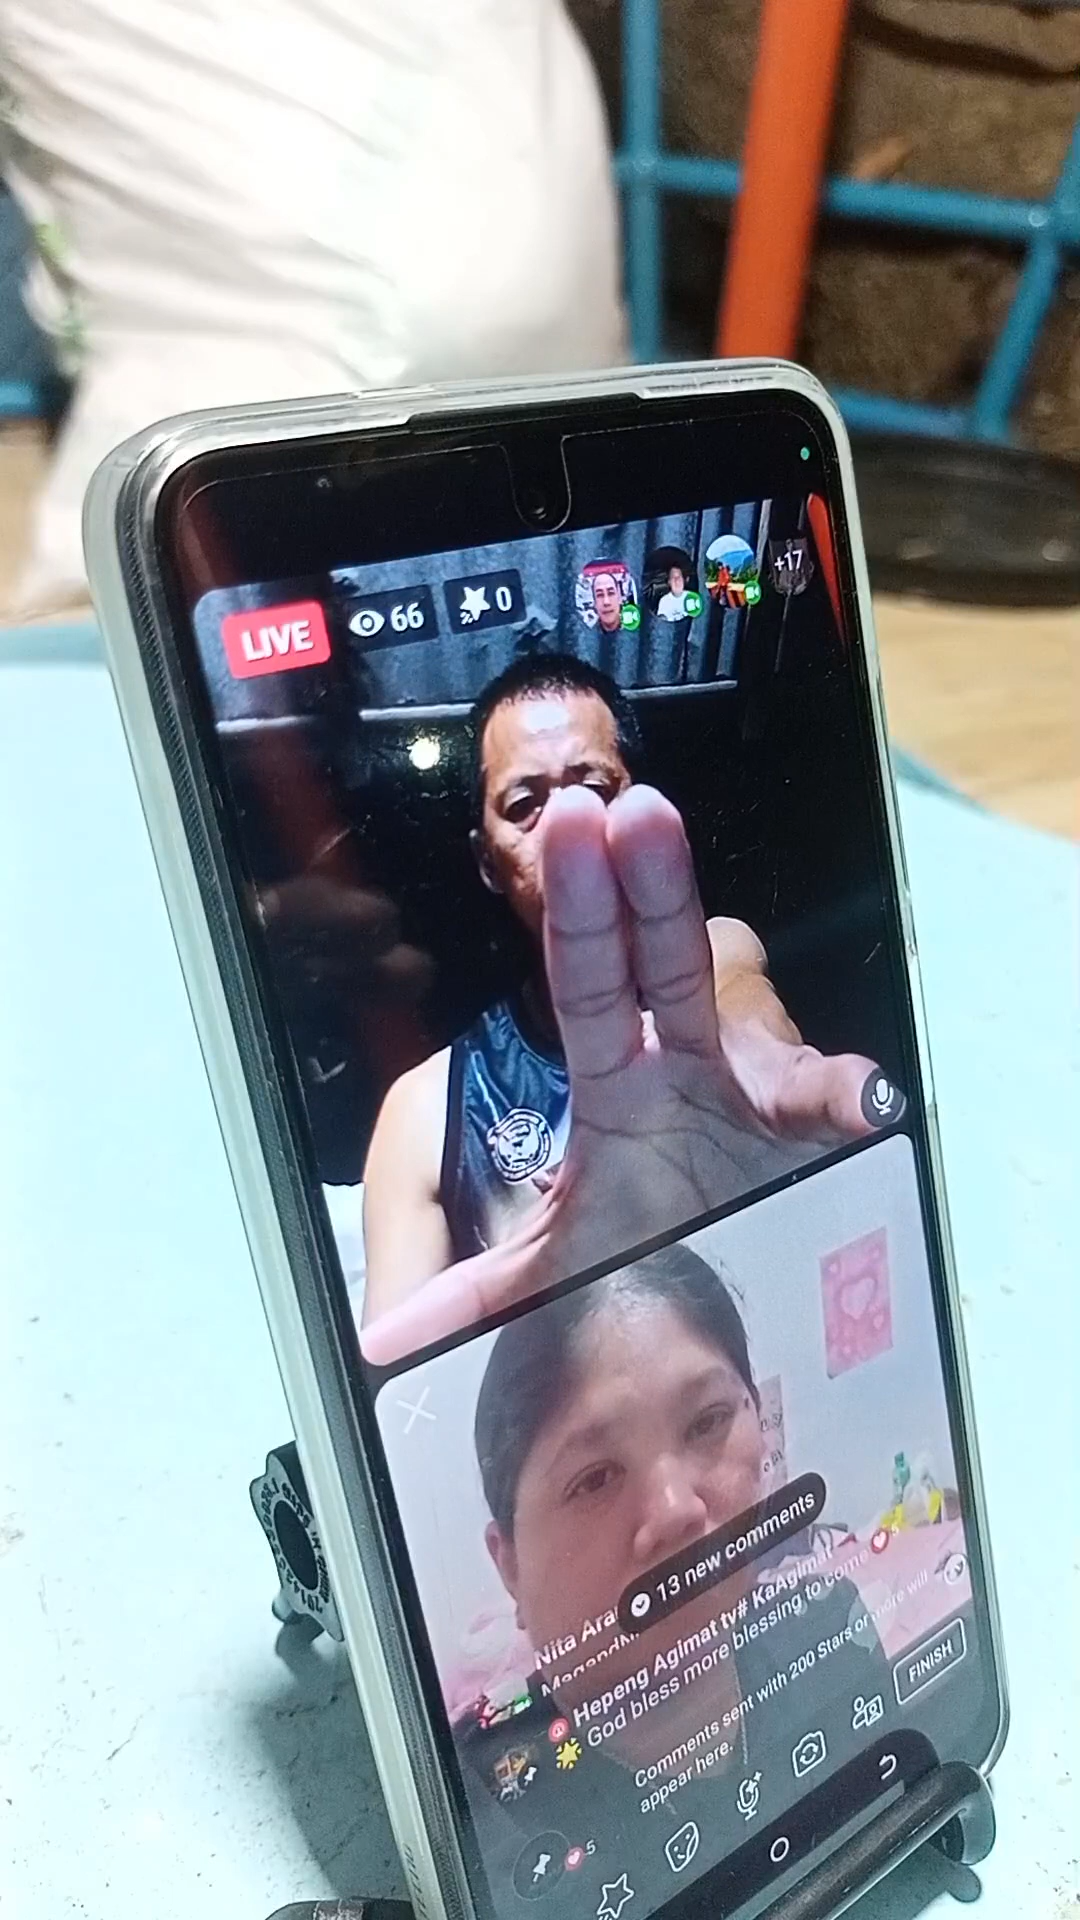 LIVE
66
0
+17
13 new comments
Nita
Hepeng Agimat tv# KaAgimat
God bless more blessing to come
Comments sent with 200 Stars or more will
appear here.
FINISH
5